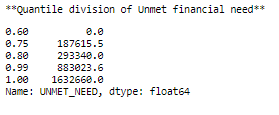 **Quantile division of Unmet financial need**
0.60 0.0
0.75 187615.5
0.80 293340.0
0.99 883023.6
1.00 1632660.0
Name: UNMET_NEED, dtype: float64